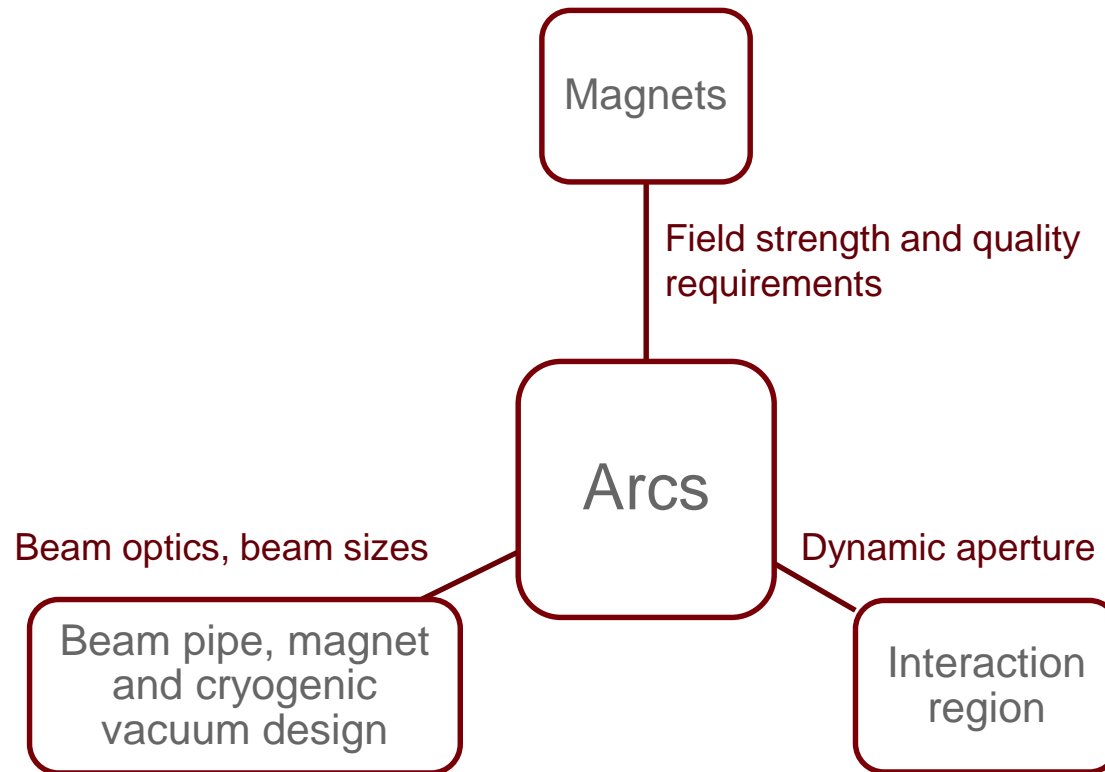 Magnets
Field strength and quality
requirements
Arcs
Beam optics, beam sizes
Dynamic aperture
Beam pipe, magnet
and cryogenic
vacuum design
Interaction
region